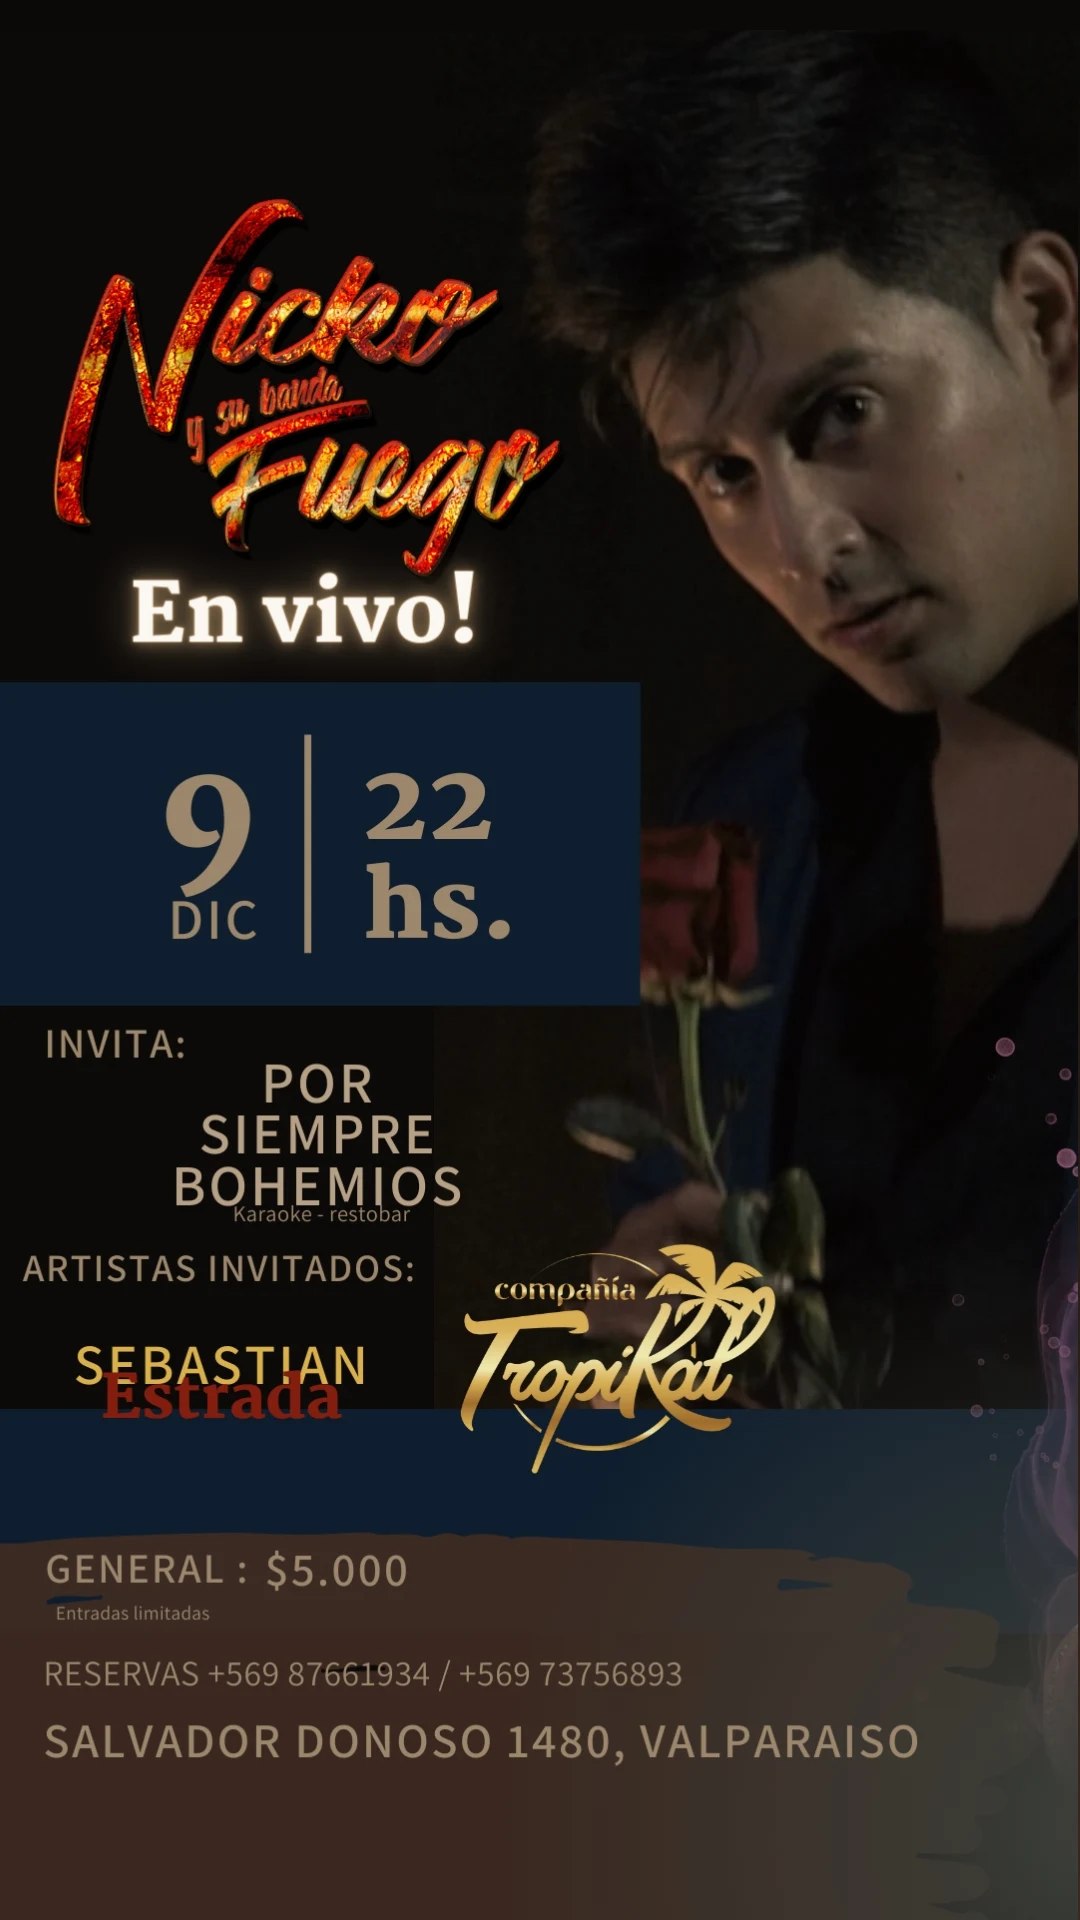 Nicko
y su banda
Fuego
En vivo!
9
DIC
22
hs.
INVITA:
POR
SIEMPRE
BOHEMIOS
Karaoke - restobar
ARTISTAS INVITADOS:
SEBASTIAN
Estrada
compañía
TropiKal
GENERAL : $5.000
Entradas limitadas
RESERVAS +569 87661934 / +569 73756893
SALVADOR DONOSO 1480, VALPARAISO